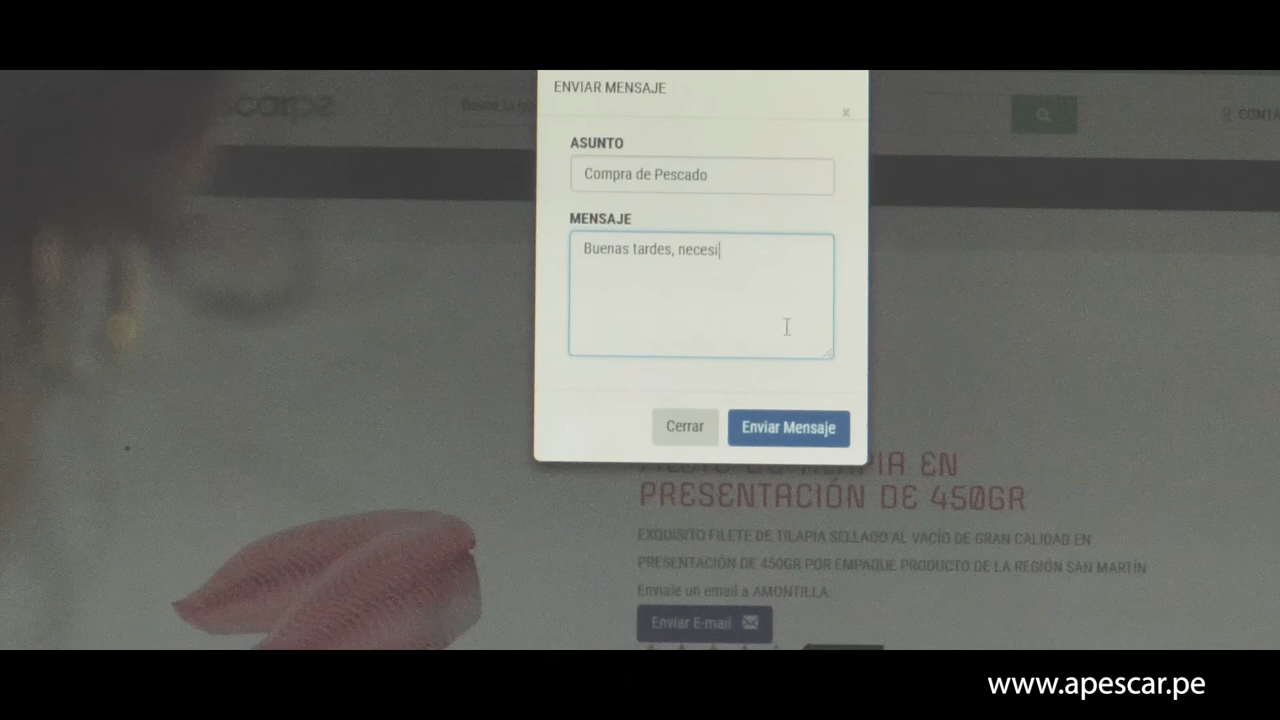 ENVIAR MENSAJE
x
ASUNTO
Compra de Pescado
MENSAJE
Buenas tardes, necesi
Cerrar
Enviar Mensaje
PRESENTACIÓN DE 450GR
EXQUISITO FILETE DE TILAPIA SELLADO AL VACÍO DE GRAN CALIDAD EN
PRESENTACIÓN DE 450GR POR EMPAQUE PRODUCTO DE LA REGIÓN SAN MARTÍN
Enviale un email a AMONTILLA:
Enviar E-mail
www.apescar.pe